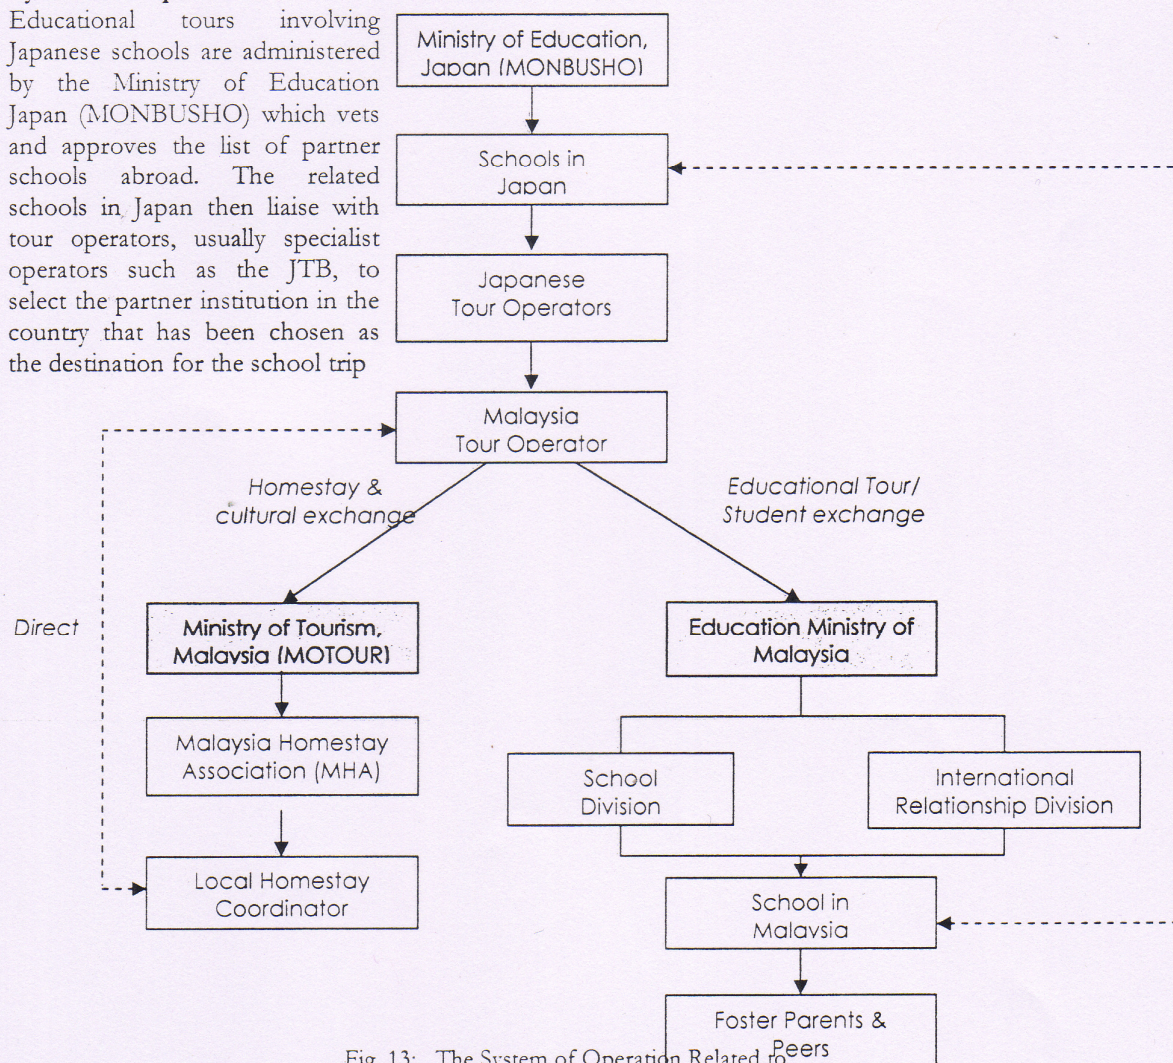 Educational tours involving
Japanese schools are administered
by the Ministry of Education
Japan (MONBUSHO) which vets
and approves the list of partner
schools abroad. The related
schools in Japan then liaise with
tour operators, usually specialist
operators such as the JTB, to
select the partner institution in the
country that has been chosen as
the destination for the school trip
Ministry of Education,
Japan (MONBUSHO)
Schools in
Japan
Japanese
Tour Operators
Malaysia
Tour Operator
Homestay &
cultural exchange
Educational Tour/
Student exchange
Direct
Ministry of Tourism,
Malaysia (MOTOUR)
Education Ministry of
Malaysia
Malaysia Homestay
Association (MHA)
School
Division
International
Relationship Division
Local Homestay
Coordinator
School in
Malaysia
Foster Parents &
Peers
Fig. 13: The System of Operation Related to